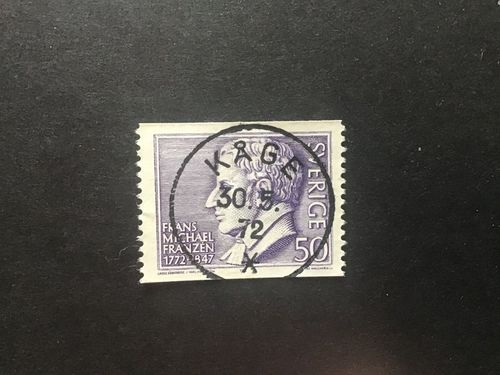 KÅGE
30.5.
72
X
SVERIGE
50
FRANS
MICHAEL
FRANZÉN
1772-1847